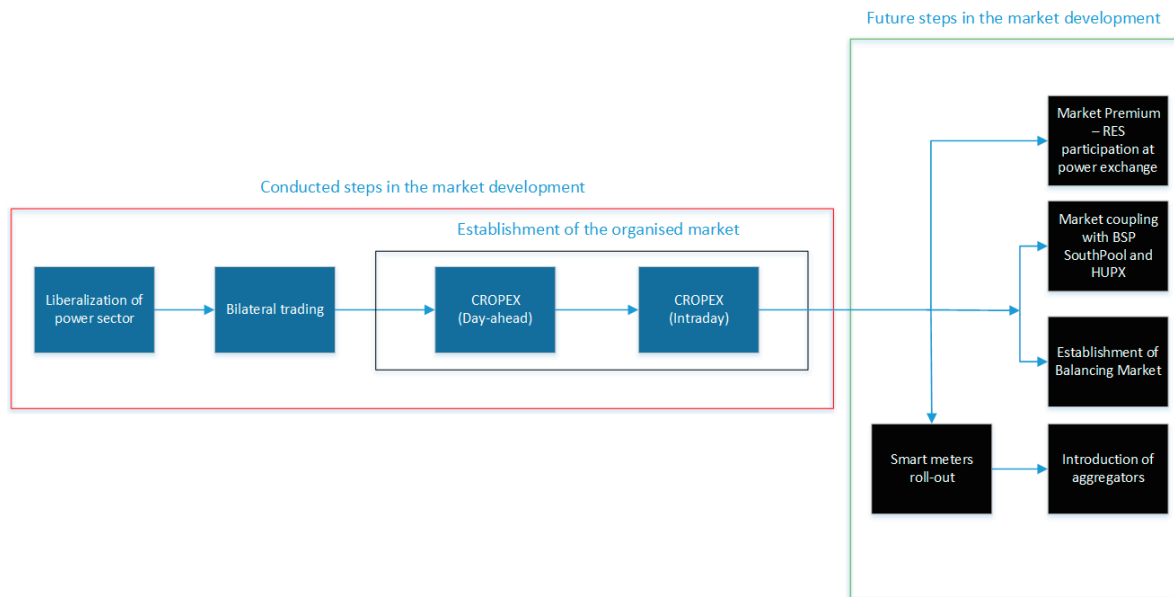 Future steps in the market development
Market Premium
– RES
participation at
power exchange
Conducted steps in the market development
Establishment of the organised market
Market coupling
with BSP
SouthPool and
HUPX
Liberalization of
power sector
Bilateral trading
CROPEX
(Day-ahead)
CROPEX
(Intraday)
Establishment of
Balancing Market
Smart meters
roll-out
Introduction of
aggregators